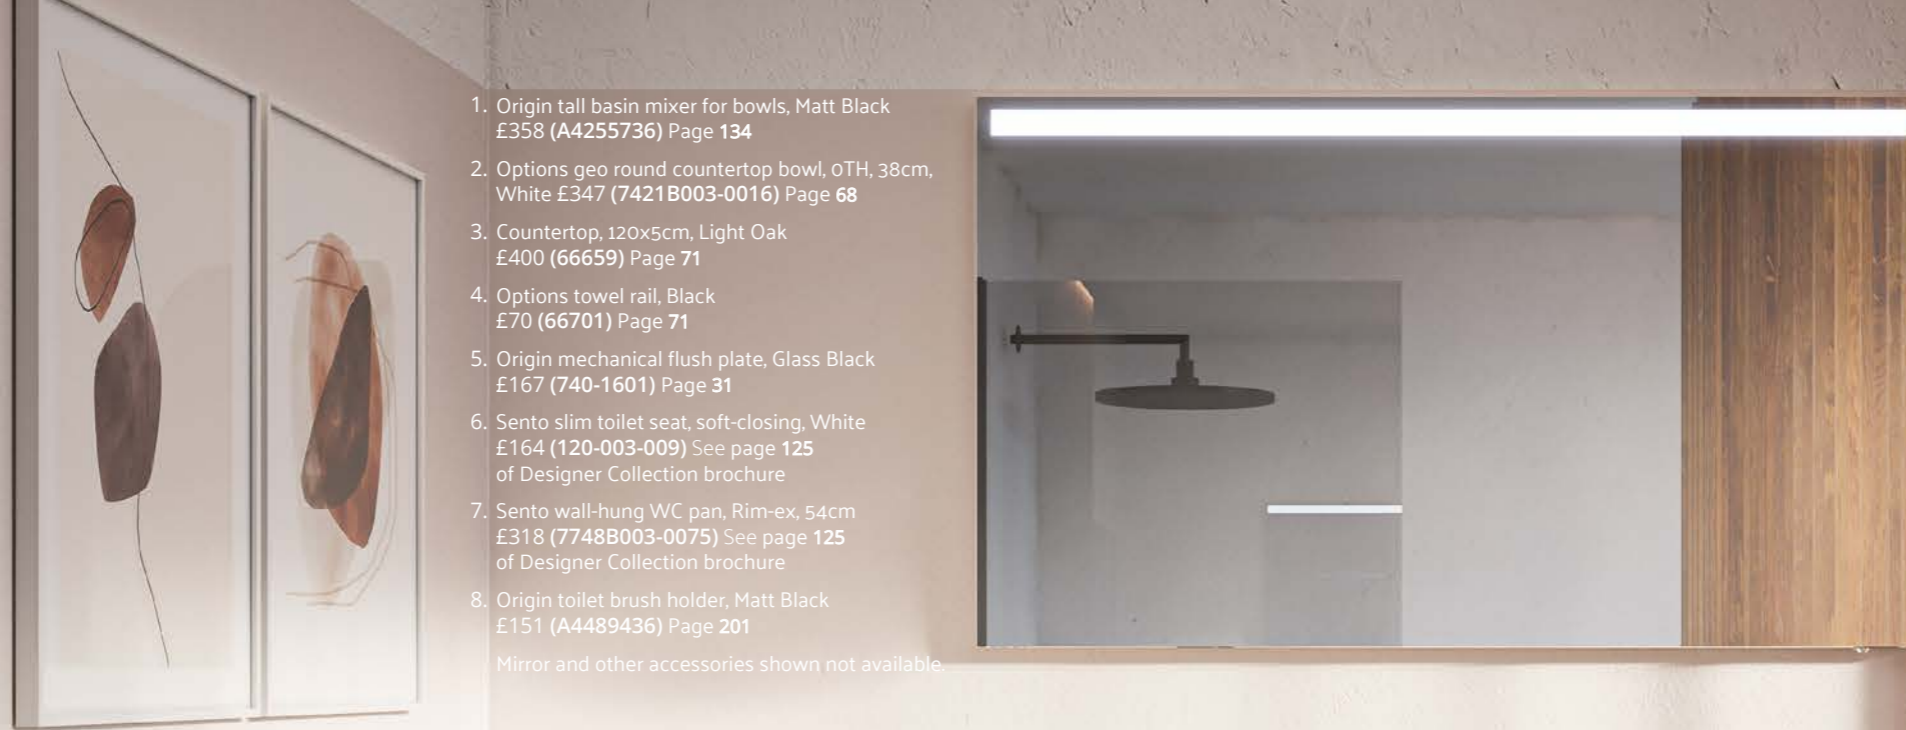 1. Origin tall basin mixer for bowls, Matt Black
£358 (A4255736) Page 134
2. Options geo round countertop bowl, 0TH, 38cm,
White £347 (7421B003-0016) Page 68
3. Countertop, 120x5cm, Light Oak
£400 (66659) Page 71
4. Options towel rail, Black
£70 (66701) Page 71
5. Origin mechanical flush plate, Glass Black
£167 (740-1601) Page 31
6. Sento slim toilet seat, soft-closing, White
£164 (120-003-009) See page 125
of Designer Collection brochure
7. Sento wall-hung WC pan, Rim-ex, 54cm
£318 (7748B003-0075) See page 125
of Designer Collection brochure
8. Origin toilet brush holder, Matt Black
£151 (A4489436) Page 201
Mirror and other accessories shown not available.